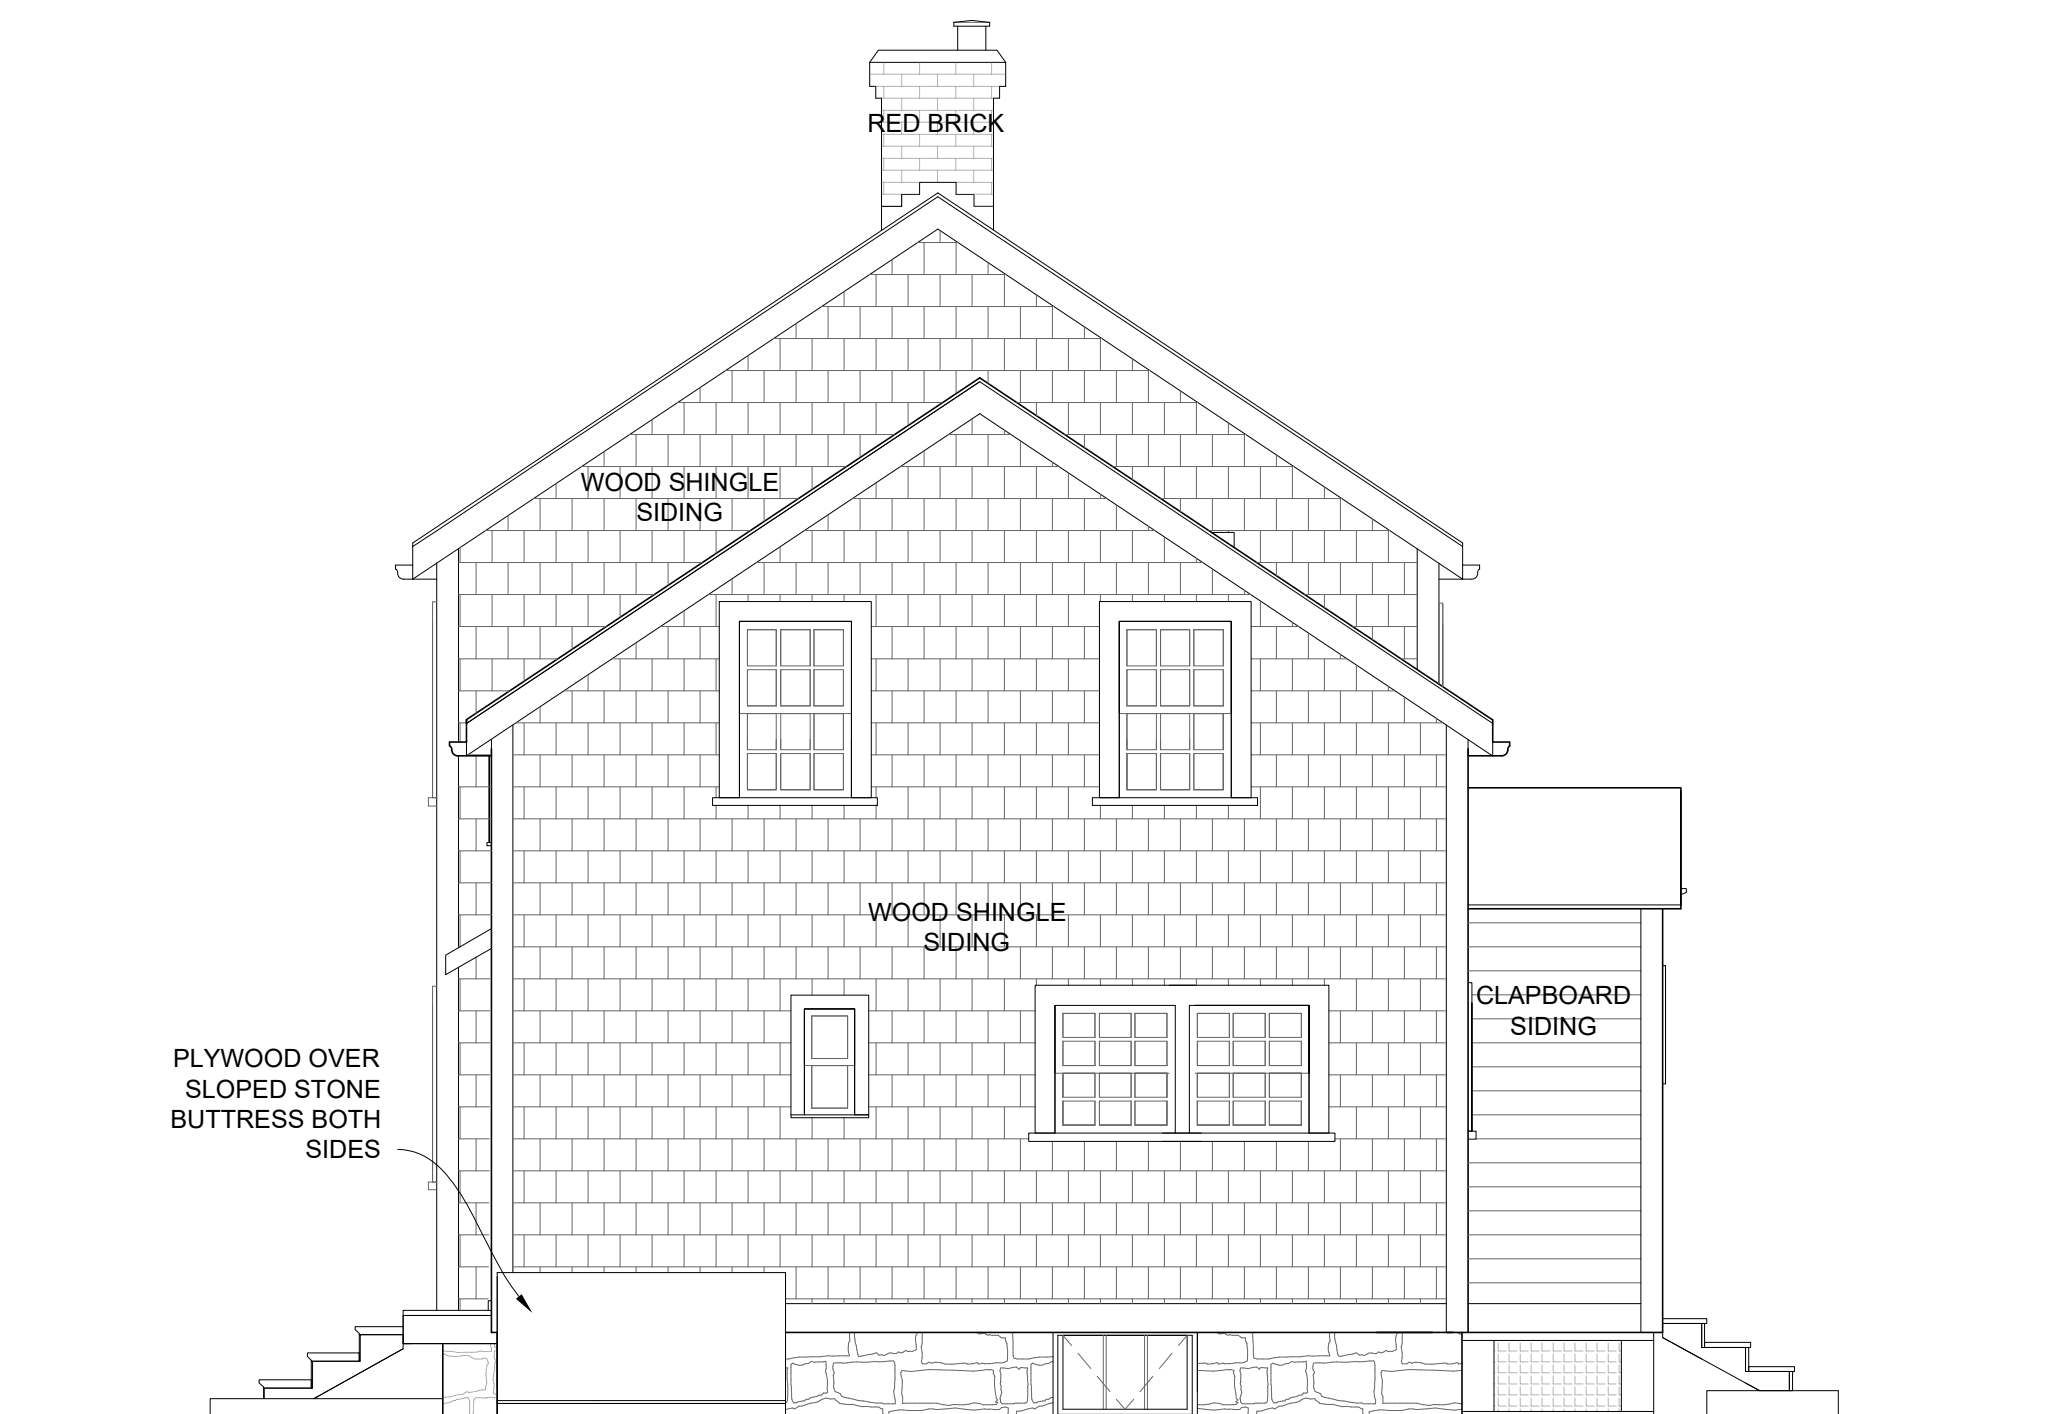 RED BRICK
WOOD SHINGLE
SIDING
WOOD SHINGLE
SIDING
CLAPBOARD
SIDING
PLYWOOD OVER
SLOPED STONE
BUTTRESS BOTH
SIDES